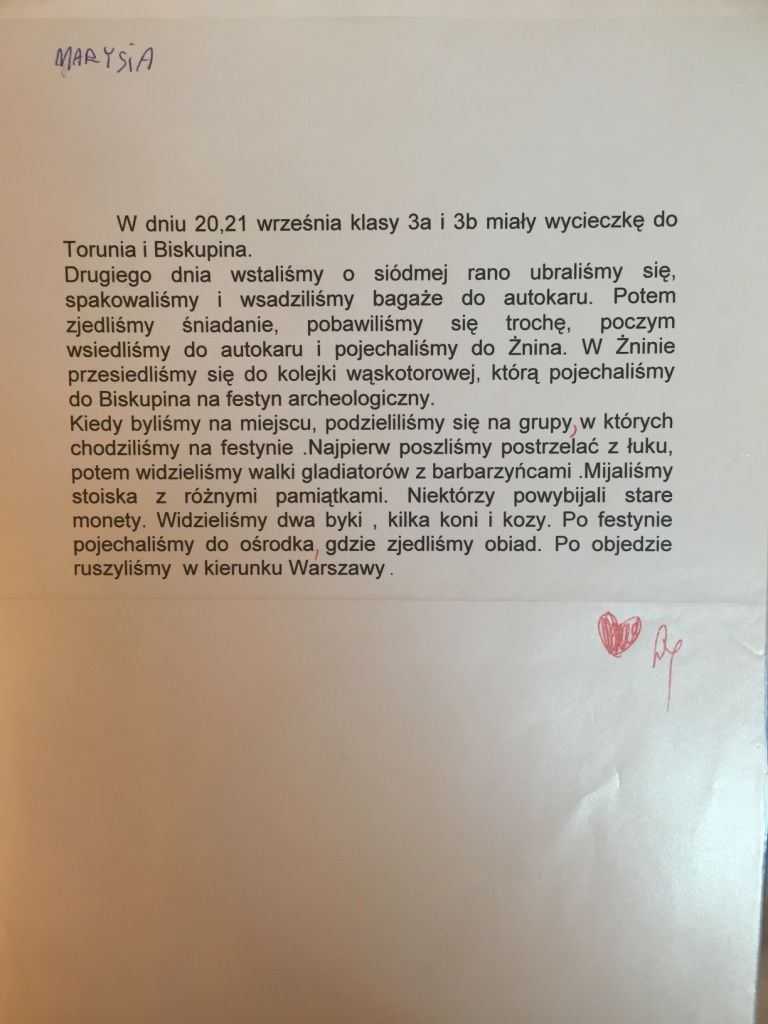 MARYSiA
W dniu 20,21 września klasy 3a i 3b miały wycieczkę do
Torunia i Biskupina.
Drugiego dnia wstaliśmy o siódmej rano ubraliśmy się,
spakowaliśmy i wsadziliśmy bagaże do autokaru. Potem
zjedliśmy śniadanie, pobawiliśmy się trochę, poczym
wsiedliśmy do autokaru i pojechaliśmy do Żnina. W Żninie
przesiedliśmy się do kolejki wąskotorowej, którą pojechaliśmy
do Biskupina na festyn archeologiczny.
Kiedy byliśmy na miejscu, podzieliliśmy się na grupy, w których
chodziliśmy na festynie .Najpierw poszliśmy postrzelać z łuku,
potem widzieliśmy walki gladiatorów z barbarzyńcami .Mijaliśmy
stoiska z różnymi pamiątkami. Niektórzy powybijali stare
monety. Widzieliśmy dwa byki , kilka koni i kozy. Po festynie
pojechaliśmy do ośrodka, gdzie zjedliśmy obiad. Po objedzie
ruszyliśmy w kierunku Warszawy .